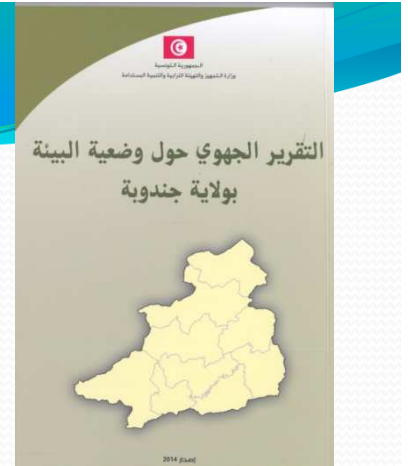 الجمهورية التونسية
وزارة التجهيز والتهيئة الترابية والتنمية المستدامة
التقرير الجهوي حول وضعية البيئة
بولاية جندوبة
إصدار 2014